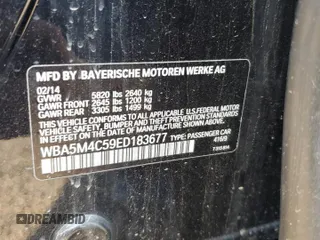 MFD BY BAYERISCHE MOTOREN WERKE AG
02/14
GVWR 5820 lbs 2640 kg
GAWR FRONT 2645 lbs 1200 kg
GAWR REAR 3305 lbs 1499 kg
THIS VEHICLE CONFORMS TO ALL APPLICABLE
U.S. FEDERAL MOTOR VEHICLE SAFETY, BUMPER,
AND THEFT PREVENTION STANDARDS
IN EFFECT ON THE DATE OF
MANUFACTURE SHOWN ABOVE.
WBA5M4C59ED183677 TYPE: PASSENGER CAR
DREAMBID